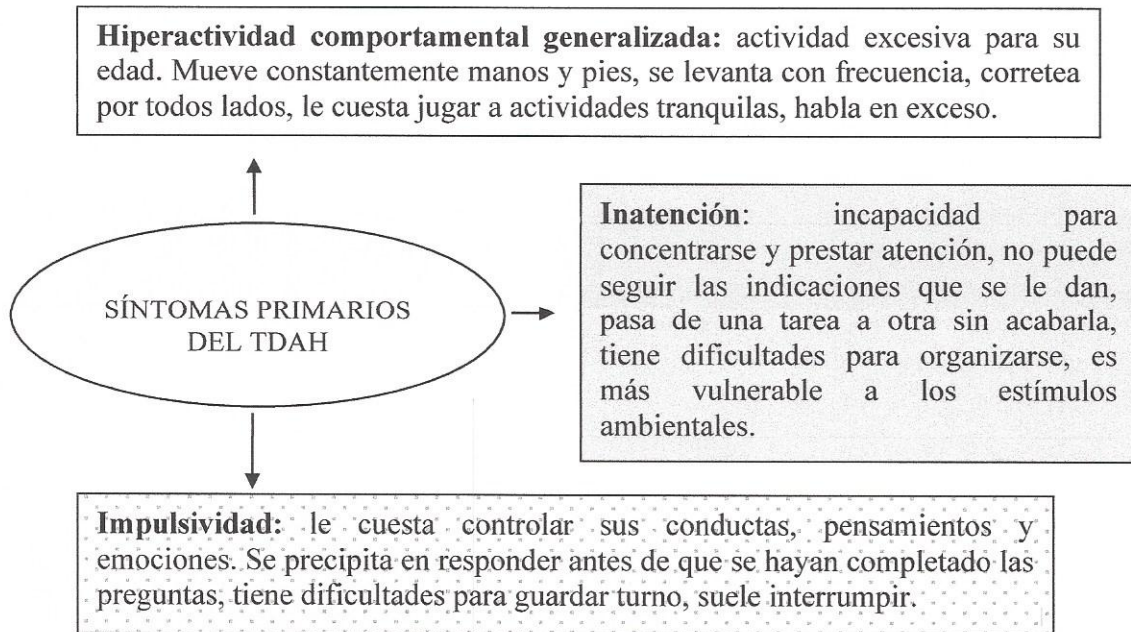 Hiperactividad comportamental generalizada: actividad excesiva para su
edad. Mueve constantemente manos y pies, se levanta con frecuencia, corretea
por todos lados, le cuesta jugar a actividades tranquilas, habla en exceso.
SÍNTOMAS PRIMARIOS
DEL TDAH
Inatención: incapacidad para
concentrarse y prestar atención, no puede
seguir las indicaciones que se le dan,
pasa de una tarea a otra sin acabarla,
tiene dificultades para organizarse, es
más vulnerable a los estímulos
ambientales.
Impulsividad: le cuesta controlar sus conductas, pensamientos y
emociones. Se precipita en responder antes de que se hayan completado las
preguntas, tiene dificultades para guardar turno, suele interrumpir.